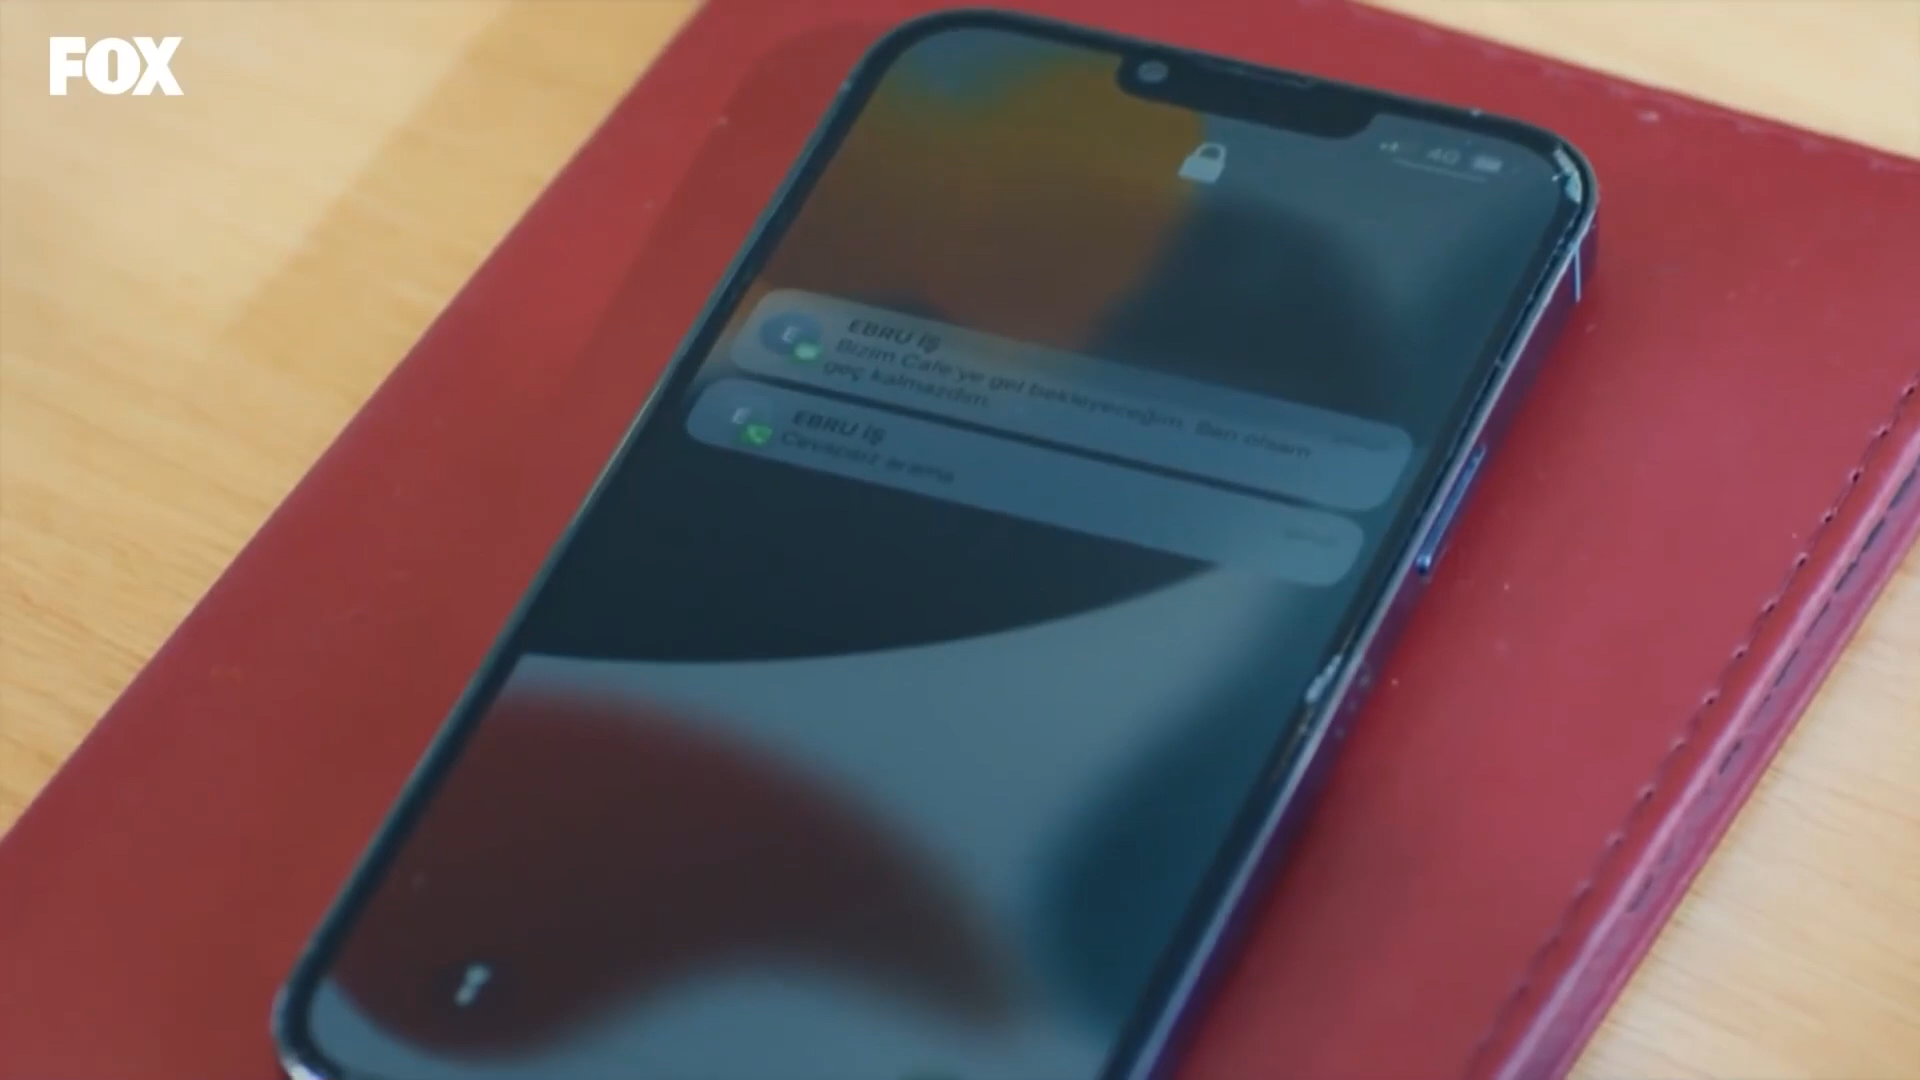 FOX
4G
EBRU İŞ
Bizim Cafe'ye gel bekleyeceğim. Ben olsam
geç kalmazdım.
E
EBRU İŞ
Cevapsız arama
E